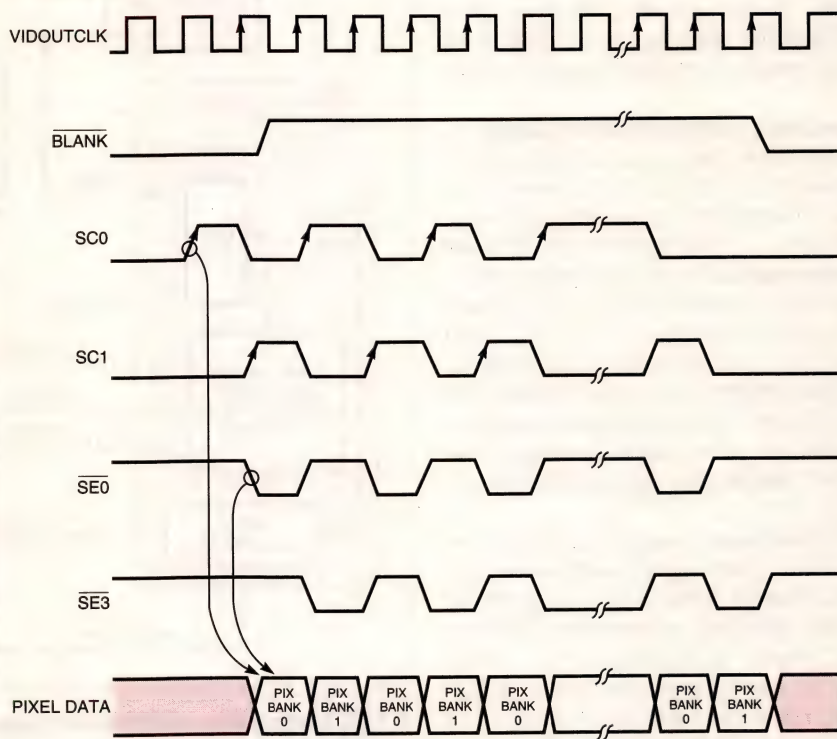 VIDOUTCLK
BLANK
SC0
SC1
SE0
SE3
PIXEL DATA
PIX BANK 0
PIX BANK 1
PIX BANK 0
PIX BANK 1
PIX BANK 0
PIX BANK 0
PIX BANK 1